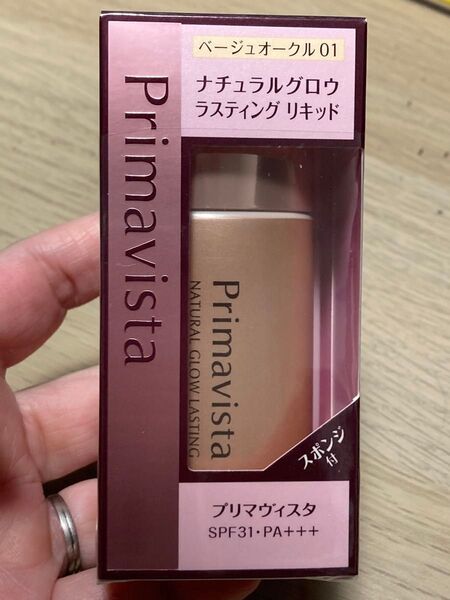 ベージュオークル 01
ナチュラルグロウ
ラスティング リキッド
Primavista
Primavista
NATURAL GLOW LASTING
スポンジ
付
プリマヴィスタ
SPF31・PA+++